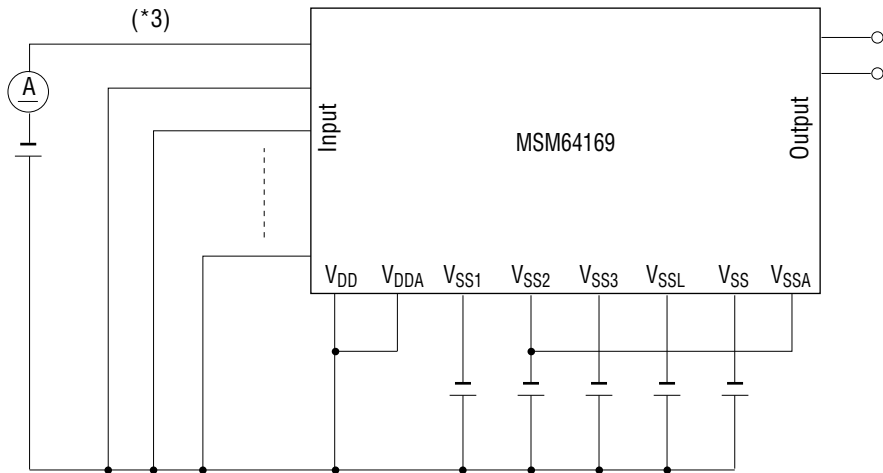 (*3)
A
Input
MSM64169
Output
VDD VDDA VSS1 VSS2 VSS3 VSSL VSS VSSA